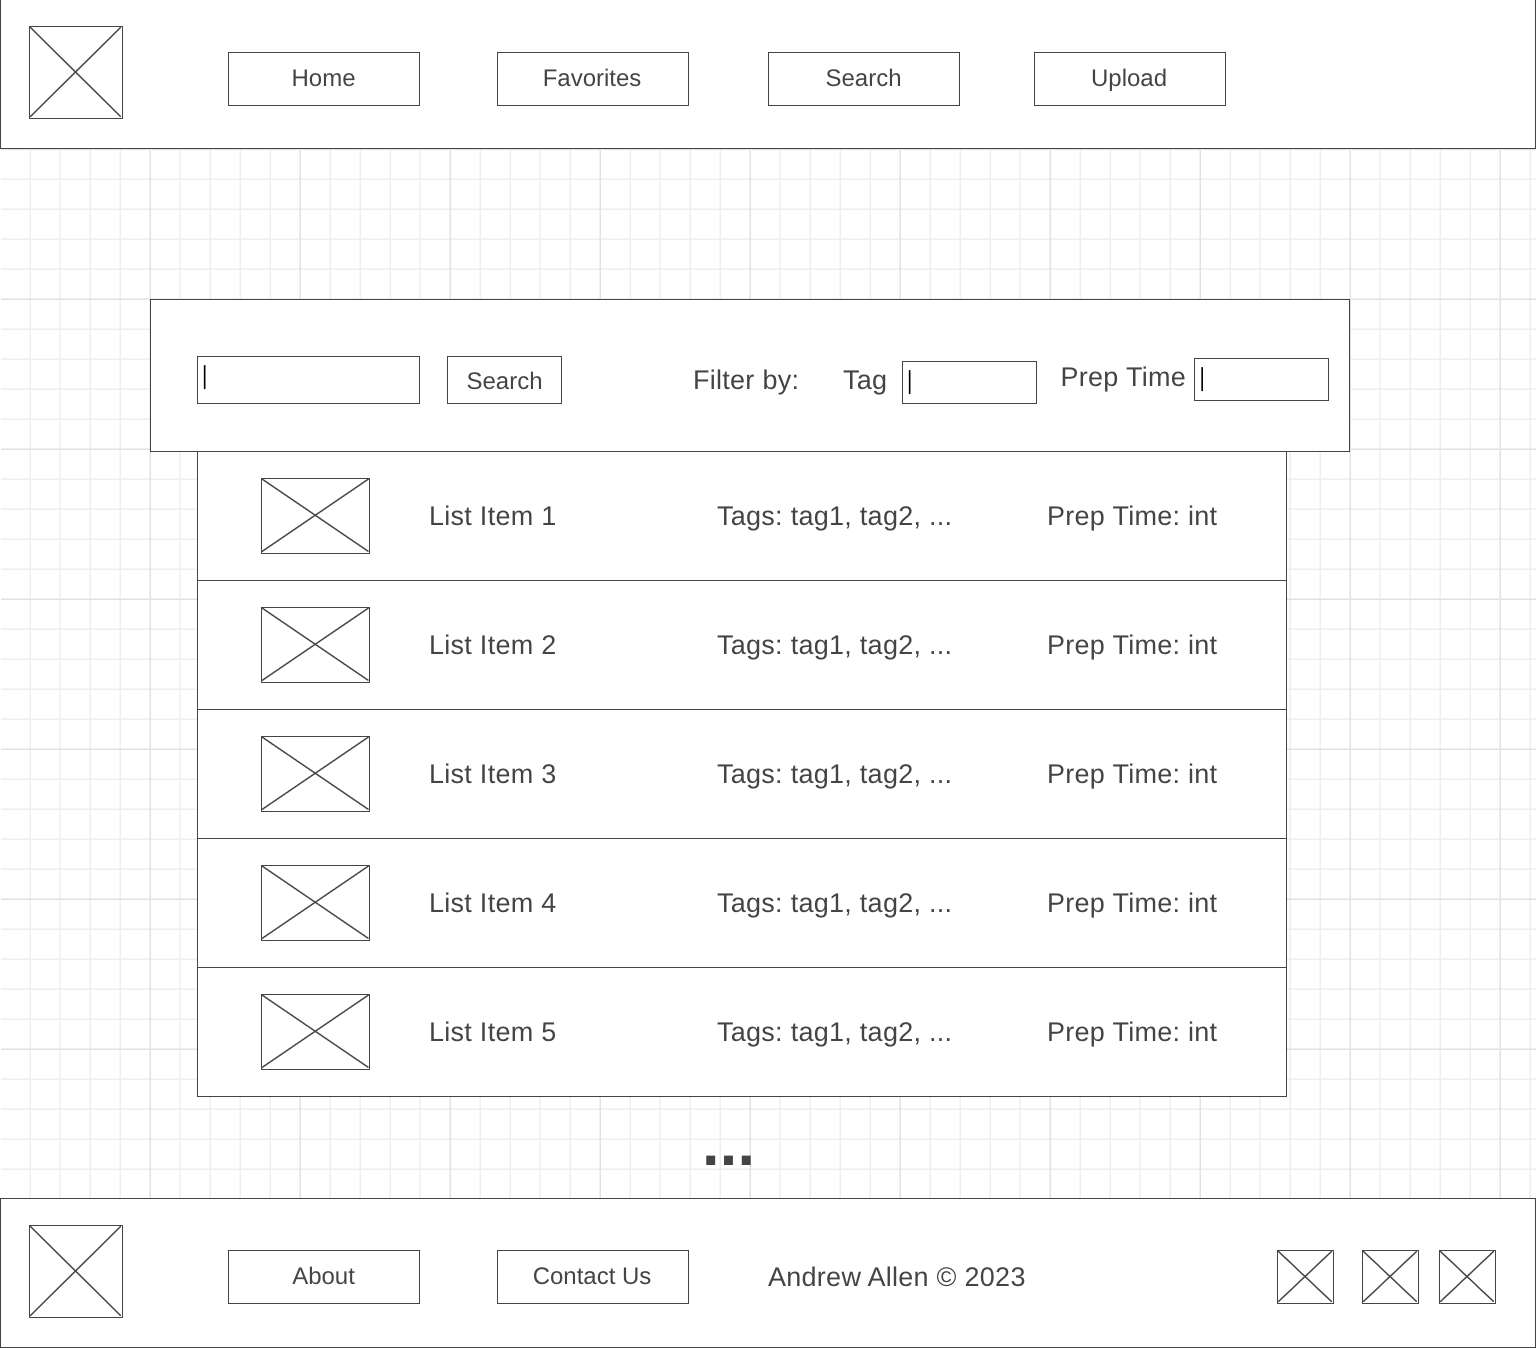 Home Favorites Search Upload
Search Filter by: Tag Prep Time
List Item 1 Tags: tag1, tag2, ... Prep Time: int
List Item 2 Tags: tag1, tag2, ... Prep Time: int
List Item 3 Tags: tag1, tag2, ... Prep Time: int
List Item 4 Tags: tag1, tag2, ... Prep Time: int
List Item 5 Tags: tag1, tag2, ... Prep Time: int
...
About Contact Us Andrew Allen © 2023